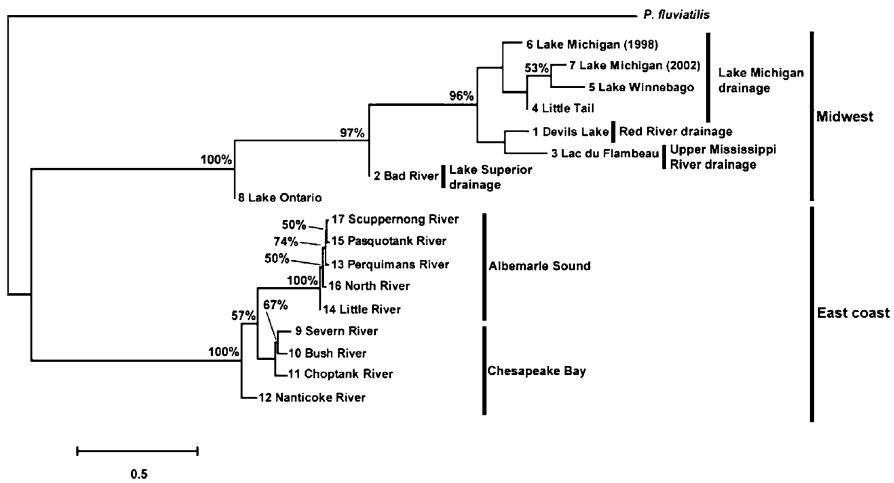 P. fluviatilis
6 Lake Michigan (1998)
53%
7 Lake Michigan (2002)
Lake Michigan
drainage
5 Lake Winnebago
96%
4 Little Tail
Midwest
97%
1 Devils Lake
Red River drainage
3 Lac du Flambeau
Upper Mississippi
River drainage
100%
2 Bad River
Lake Superior
drainage
8 Lake Ontario
17 Scuppernong River
50%
74%
15 Pasquotank River
50%
13 Perquimans River
Albemarle Sound
100%
16 North River
14 Little River
67%
57%
East coast
9 Severn River
100%
10 Bush River
11 Choptank River
Chesapeake Bay
12 Nanticoke River
0.5